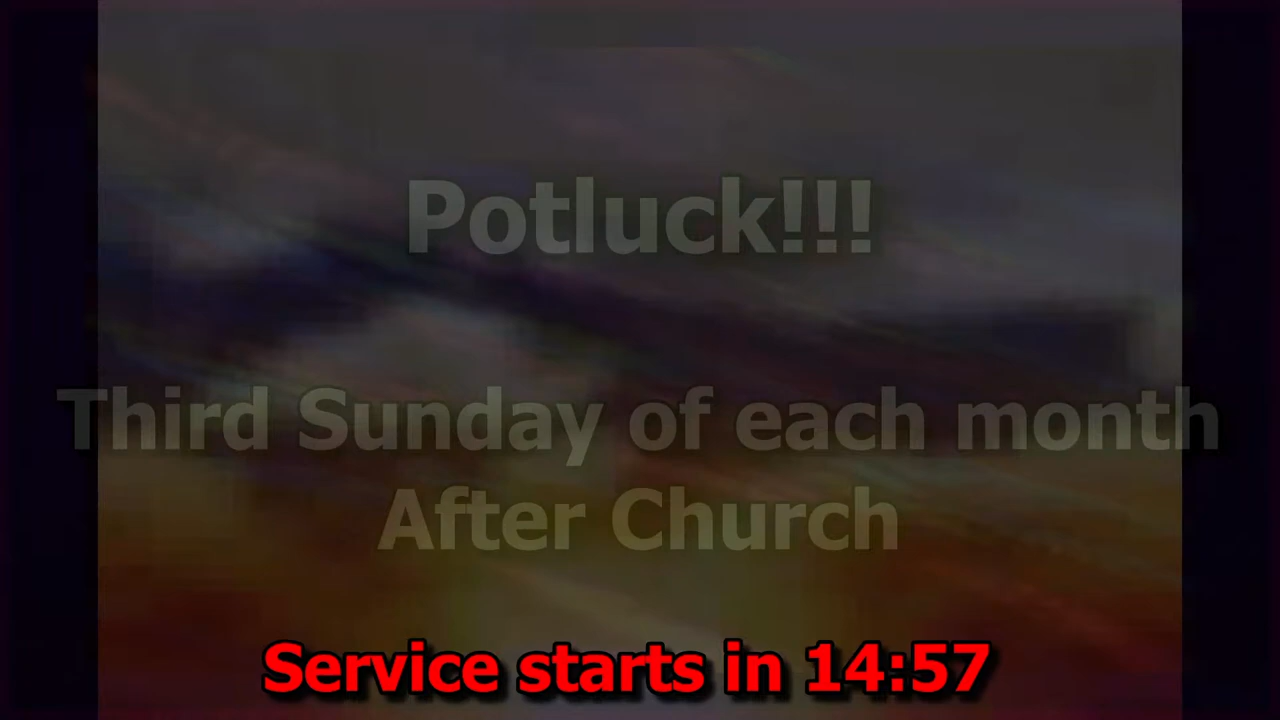 Potluck!!!
Third Sunday of each month
After Church
Service starts in 14:57